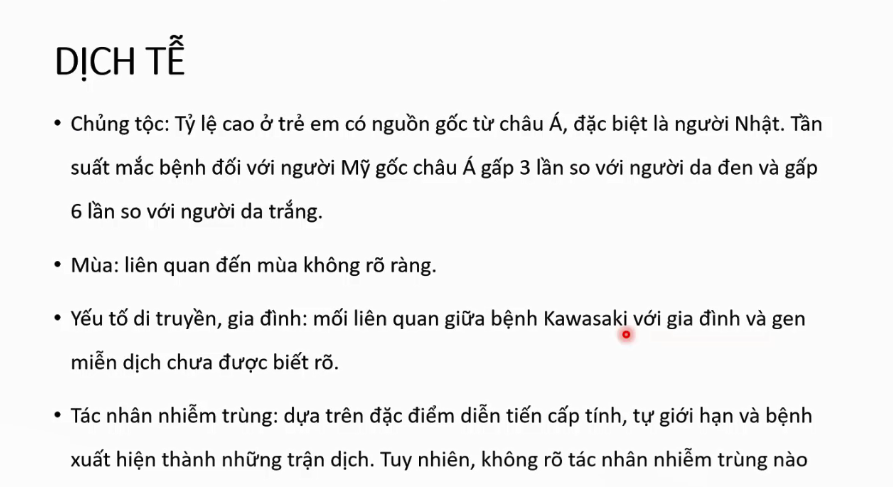 DỊCH TỄ
• Chủng tộc: Tỷ lệ cao ở trẻ em có nguồn gốc từ châu Á, đặc biệt là người Nhật. Tần
suất mắc bệnh đối với người Mỹ gốc châu Á gấp 3 lần so với người da đen và gấp
6 lần so với người da trắng.
• Mùa: liên quan đến mùa không rõ ràng.
• Yếu tố di truyền, gia đình: mối liên quan giữa bệnh Kawasaki với gia đình và gen
miễn dịch chưa được biết rõ.
• Tác nhân nhiễm trùng: dựa trên đặc điểm diễn tiến cấp tính, tự giới hạn và bệnh
xuất hiện thành những trận dịch. Tuy nhiên, không rõ tác nhân nhiễm trùng nào